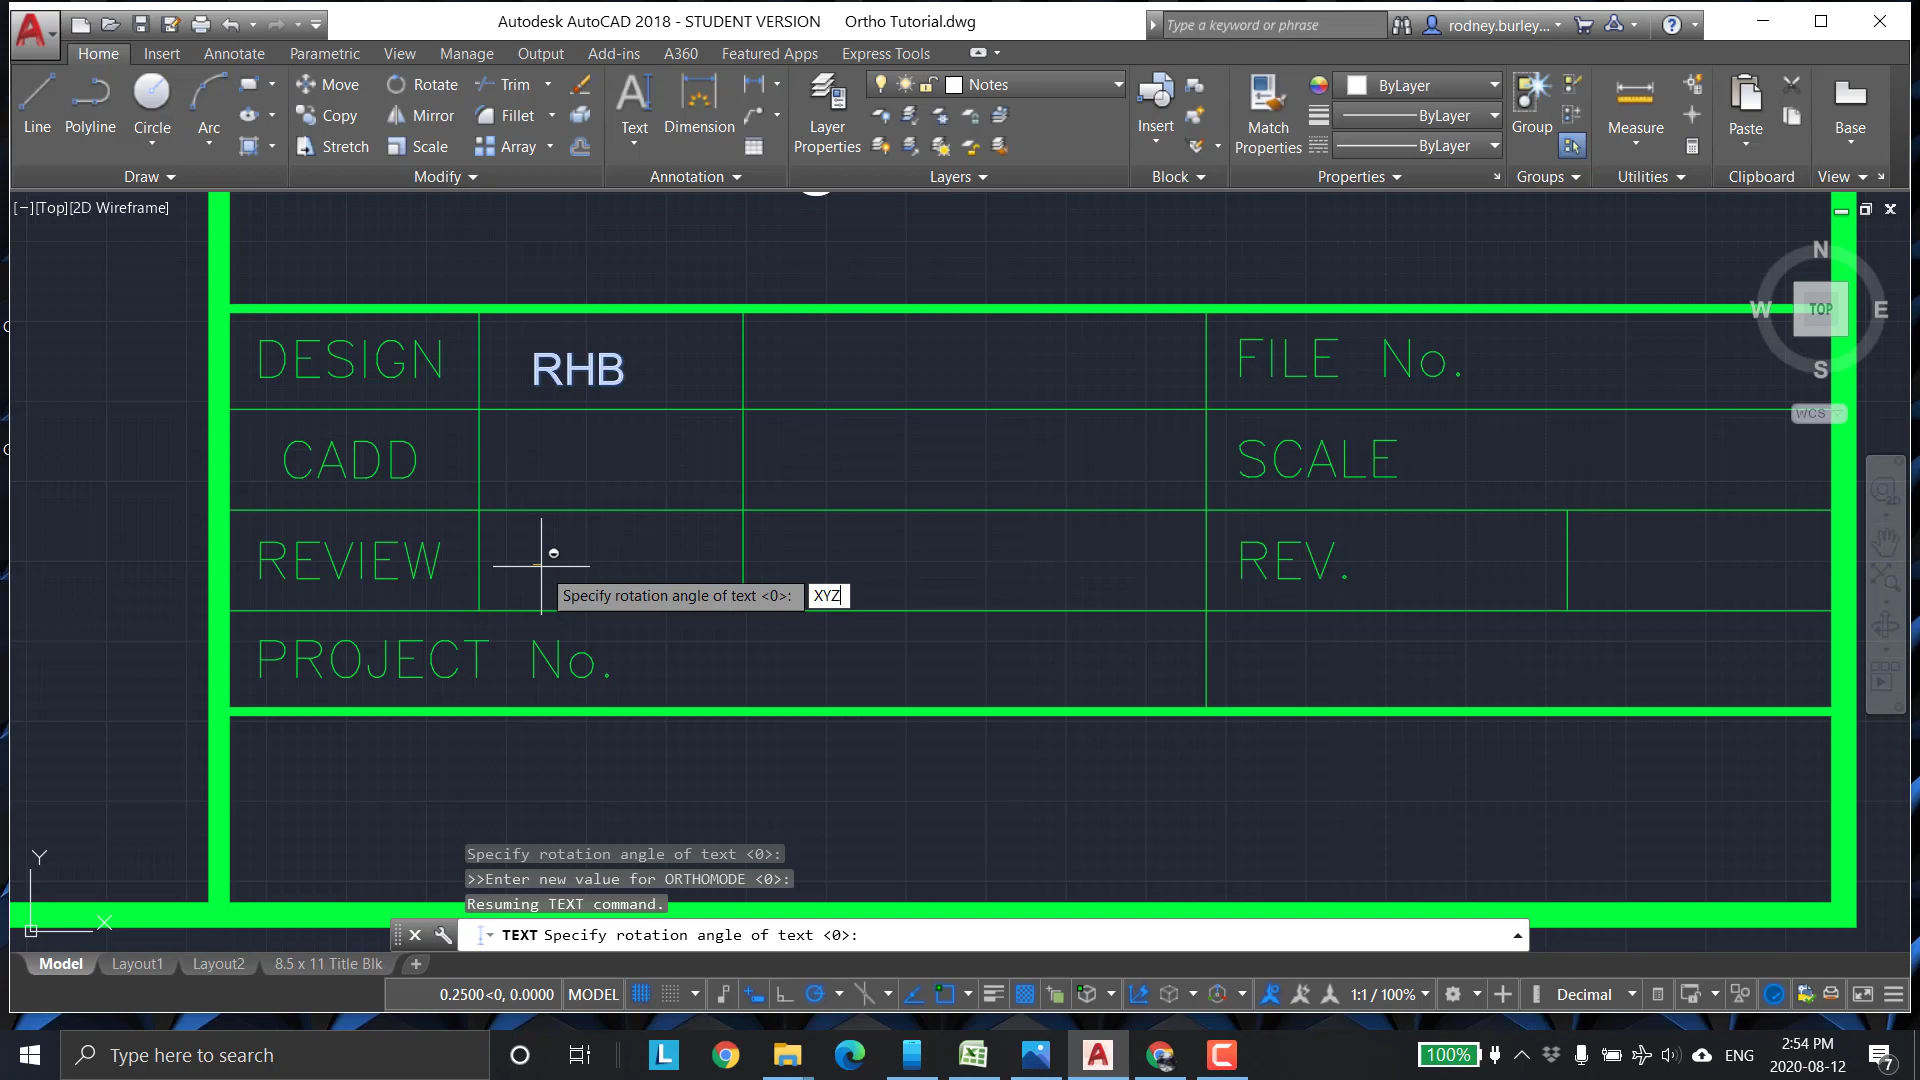 Autodesk AutoCAD 2018 - STUDENT VERSION Ortho Tutorial.dwg
Type a keyword or phrase
rodney.burley...
Home Insert Annotate Parametric View Manage Output Add-ins A360 Featured Apps Express Tools
Line Polyline Circle Arc
Move Rotate Trim
Copy Mirror Fillet
Stretch Scale Array
Text Dimension
Layer Properties
Notes
Insert
Match Properties
ByLayer
ByLayer
ByLayer
Group
Measure
Paste
Base
Draw Modify Annotation Layers Block Properties Groups Utilities Clipboard View
[−][Top][2D Wireframe]
N
W TOP E
S
WCS
DESIGN RHB FILE No.
CADD SCALE
REVIEW REV.
Specify rotation angle of text <0>: XYZ
PROJECT No.
Y
X
Specify rotation angle of text <0>:
>>Enter new value for ORTHOMODE <0>:
Resuming TEXT command.
TEXT Specify rotation angle of text <0>:
Model Layout1 Layout2 8.5 x 11 Title Blk +
0.2500<0, 0.0000 MODEL 1:1 / 100% Decimal
Type here to search
100% ENG
2:54 PM
2020-08-12
7